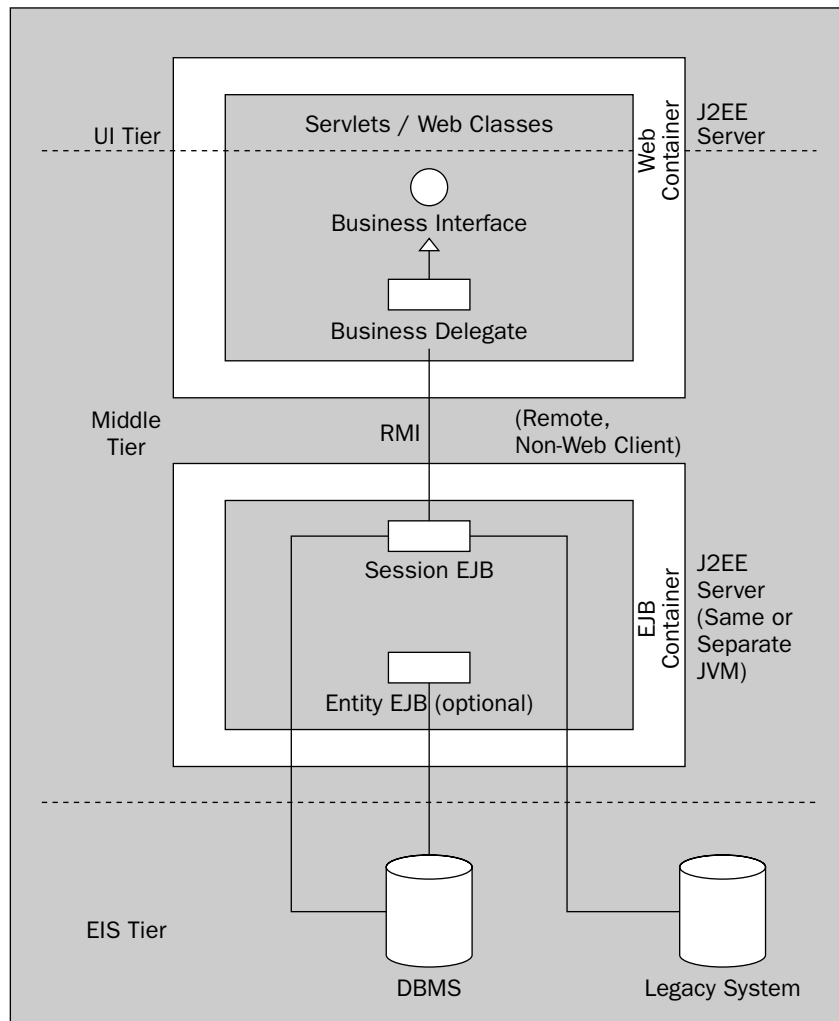 Servlets / Web Classes
UI Tier
Web
Container
J2EE
Server
Business Interface
Business Delegate
Middle
Tier
RMI
(Remote,
Non-Web Client)
Session EJB
EJB
Container
J2EE
Server
(Same or
Separate
JVM)
Entity EJB (optional)
EIS Tier
DBMS
Legacy System